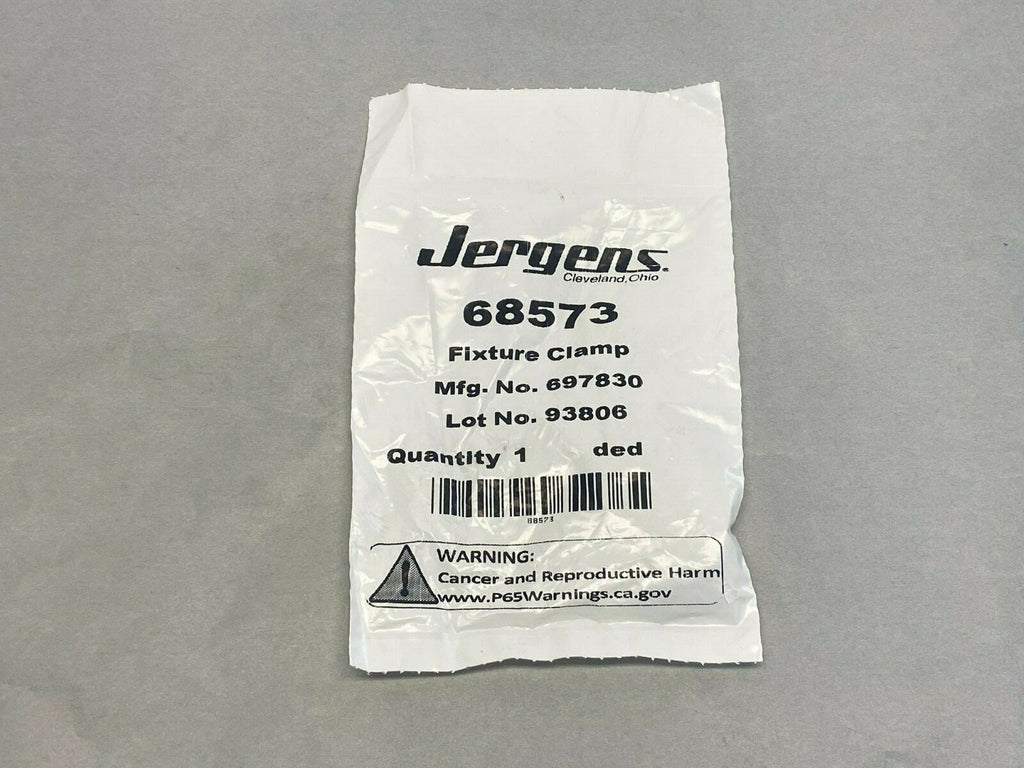 Jergens.
Cleveland, Ohio
68573
Fixture Clamp
Mfg. No. 697830
Lot No. 93806
Quantity 1 ded
68573
WARNING:
Cancer and Reproductive Harm
www.P65Warnings.ca.gov